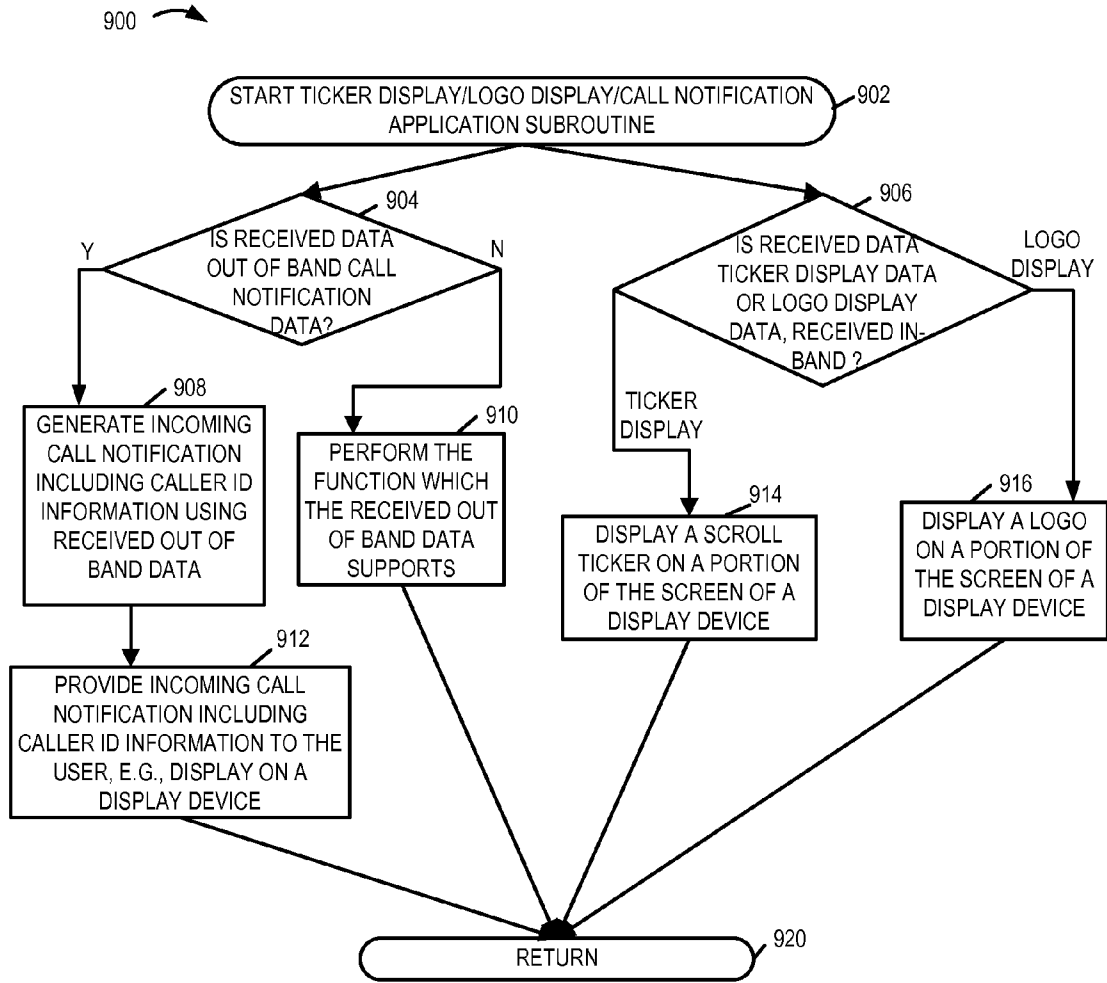 900
START TICKER DISPLAY/LOGO DISPLAY/CALL NOTIFICATION
APPLICATION SUBROUTINE
902
904
IS RECEIVED DATA
OUT OF BAND CALL
NOTIFICATION
DATA?
Y
N
906
IS RECEIVED DATA
TICKER DISPLAY DATA
OR LOGO DISPLAY
DATA, RECEIVED IN-
BAND ?
LOGO
DISPLAY
TICKER
DISPLAY
908
GENERATE INCOMING
CALL NOTIFICATION
INCLUDING CALLER ID
INFORMATION USING
RECEIVED OUT OF
BAND DATA
910
PERFORM THE
FUNCTION WHICH
THE RECEIVED OUT
OF BAND DATA
SUPPORTS
914
DISPLAY A SCROLL
TICKER ON A PORTION
OF THE SCREEN OF A
DISPLAY DEVICE
916
DISPLAY A LOGO
ON A PORTION OF
THE SCREEN OF
A DISPLAY DEVICE
912
PROVIDE INCOMING CALL
NOTIFICATION INCLUDING
CALLER ID INFORMATION TO THE
USER, E.G., DISPLAY ON A
DISPLAY DEVICE
RETURN
920